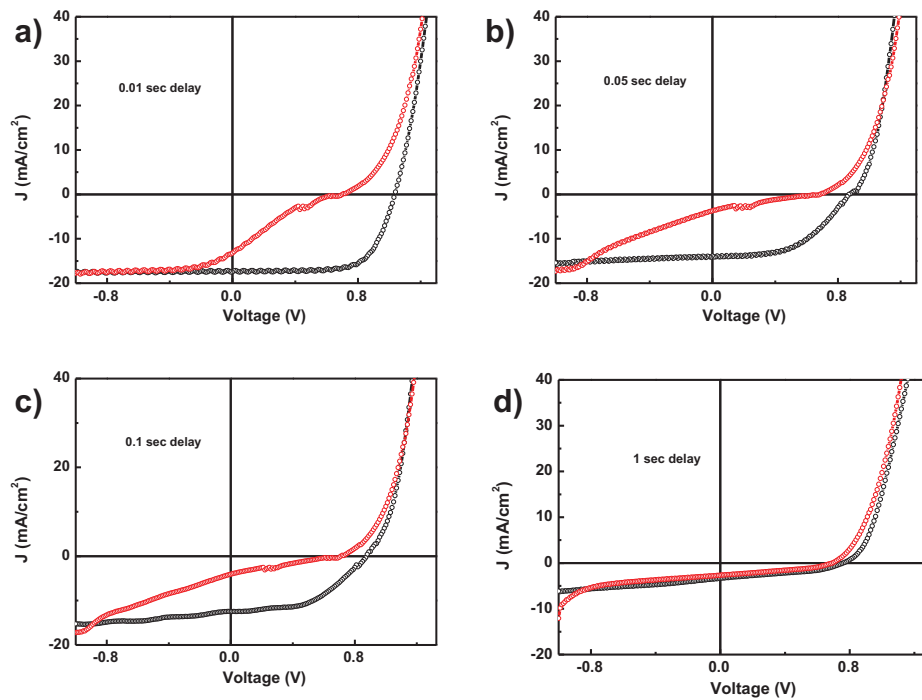 a)
0.01 sec delay
J (mA/cm²)
40
30
20
10
0
-10
-20
-0.8 0.0 0.8
Voltage (V)
b)
0.05 sec delay
J (mA/cm²)
40
30
20
10
0
-10
-20
-0.8 0.0 0.8
Voltage (V)
c)
0.1 sec delay
J (mA/cm²)
40
20
0
-20
-0.8 0.0 0.8
Voltage (V)
d)
1 sec delay
J (mA/cm²)
40
30
20
10
0
-10
-20
-0.8 0.0 0.8
Voltage (V)